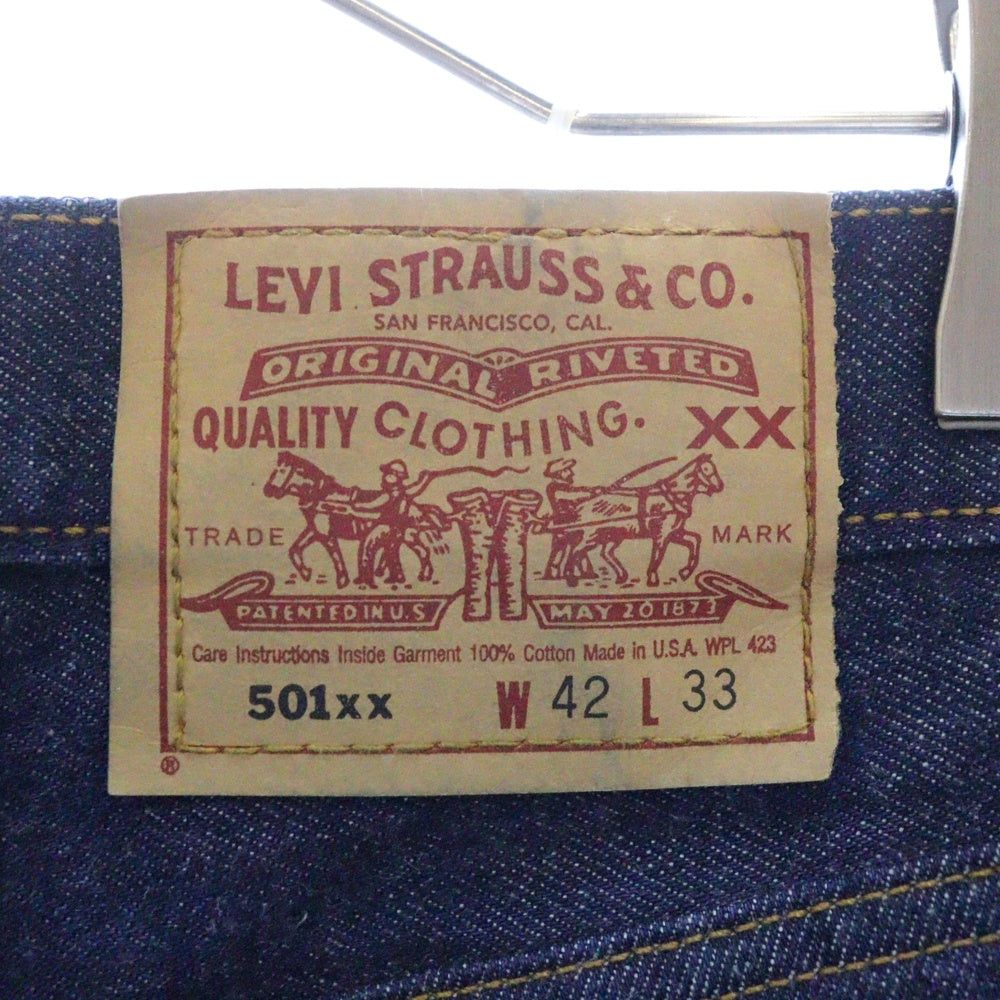 LEVI STRAUSS & CO.
SAN FRANCISCO, CAL.
ORIGINAL RIVETED
QUALITY CLOTHING. XX
TRADE MARK
PATENTED IN U.S MAY 20 1873
Care Instructions Inside Garment 100% Cotton Made in U.S.A. WPL 423
501xx W 42 L 33
®